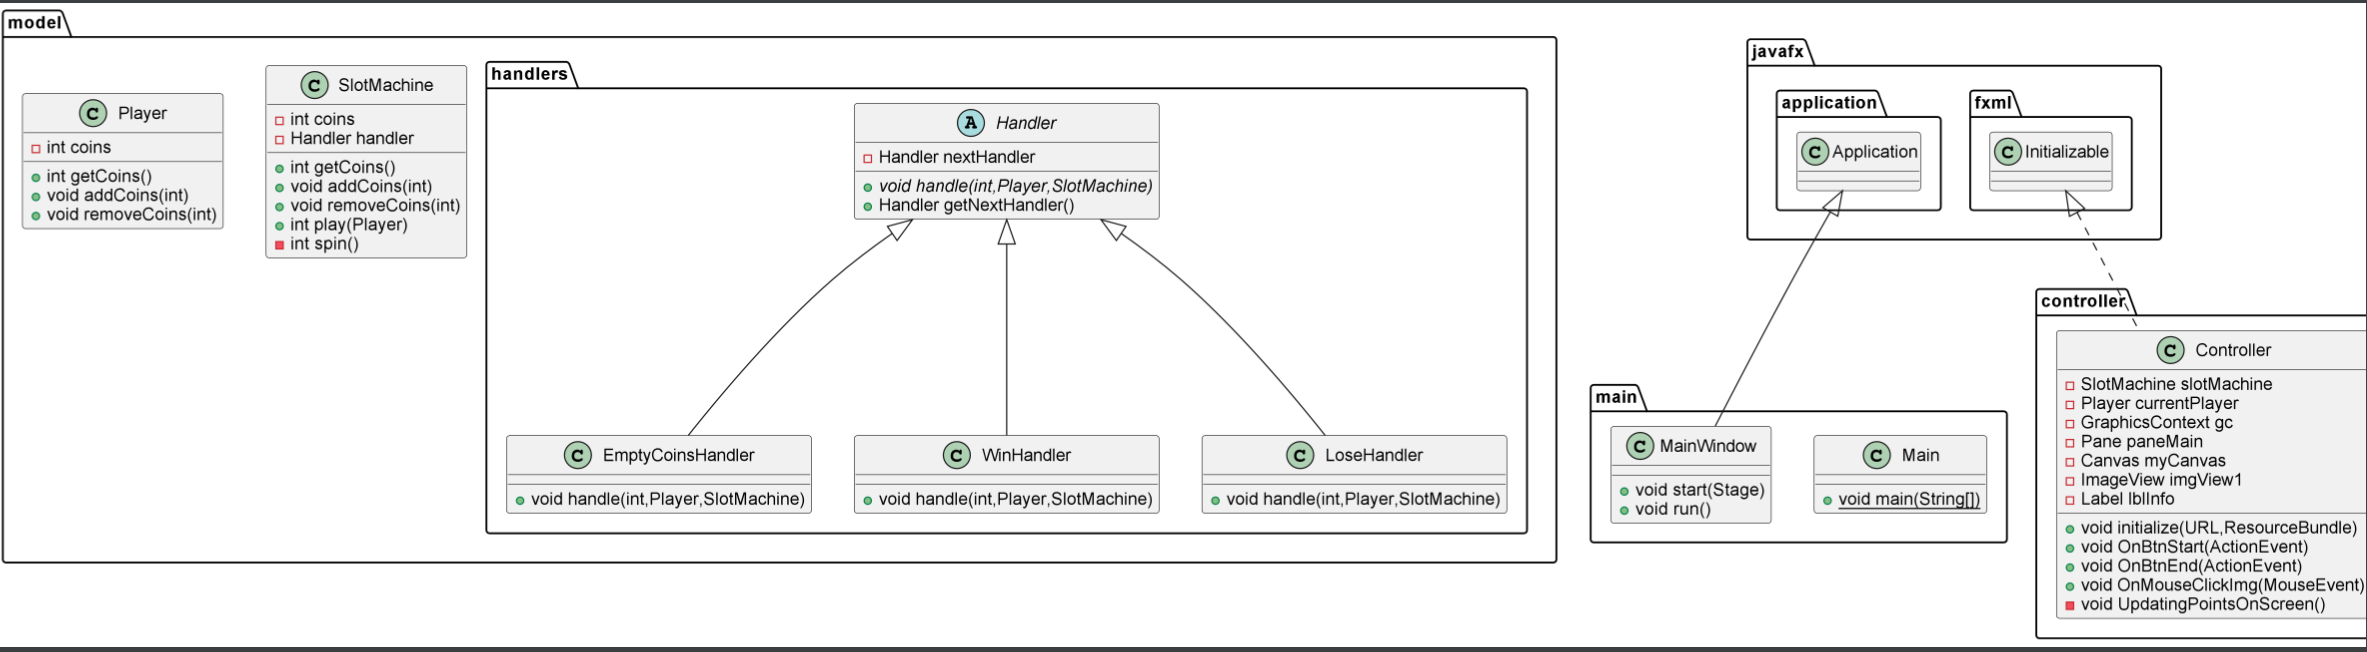 model
Player
int coins
int getCoins()
void addCoins(int)
void removeCoins(int)
SlotMachine
int coins
Handler handler
int getCoins()
void addCoins(int)
void removeCoins(int)
int play(Player)
int spin()
handlers
Handler
Handler nextHandler
void handle(int,Player,SlotMachine)
Handler getNextHandler()
EmptyCoinsHandler
void handle(int,Player,SlotMachine)
WinHandler
void handle(int,Player,SlotMachine)
LoseHandler
void handle(int,Player,SlotMachine)
javafx
application
Application
fxml
Initializable
main
MainWindow
void start(Stage)
void run()
Main
void main(String[])
controller
Controller
SlotMachine slotMachine
Player currentPlayer
GraphicsContext gc
Pane paneMain
Canvas myCanvas
ImageView imgView1
Label lblInfo
void initialize(URL,ResourceBundle)
void OnBtnStart(ActionEvent)
void OnBtnEnd(ActionEvent)
void OnMouseClickImg(MouseEvent)
void UpdatingPointsOnScreen()